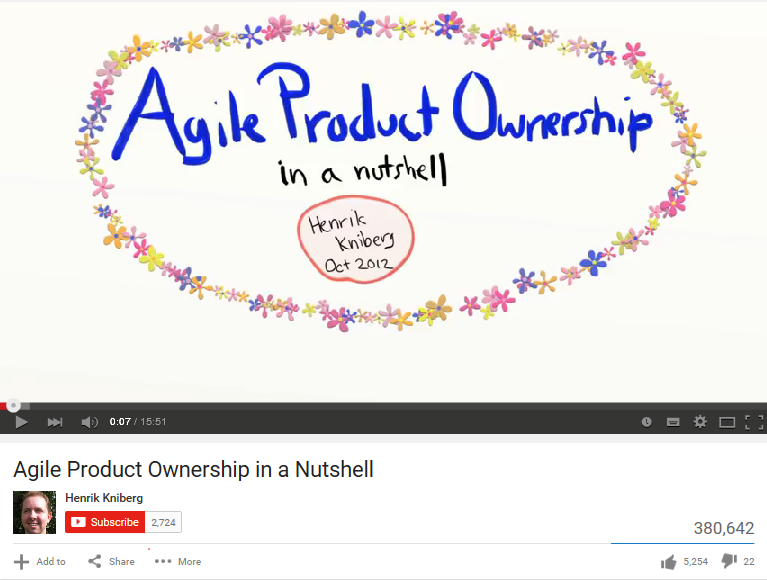 Agile Product Ownership
in a nutshell
Henrik
Kniberg
Oct 2012
0:07 / 15:51
Agile Product Ownership in a Nutshell
Henrik Kniberg
Subscribe 2,724
380,642
Add to Share More 5,254 22